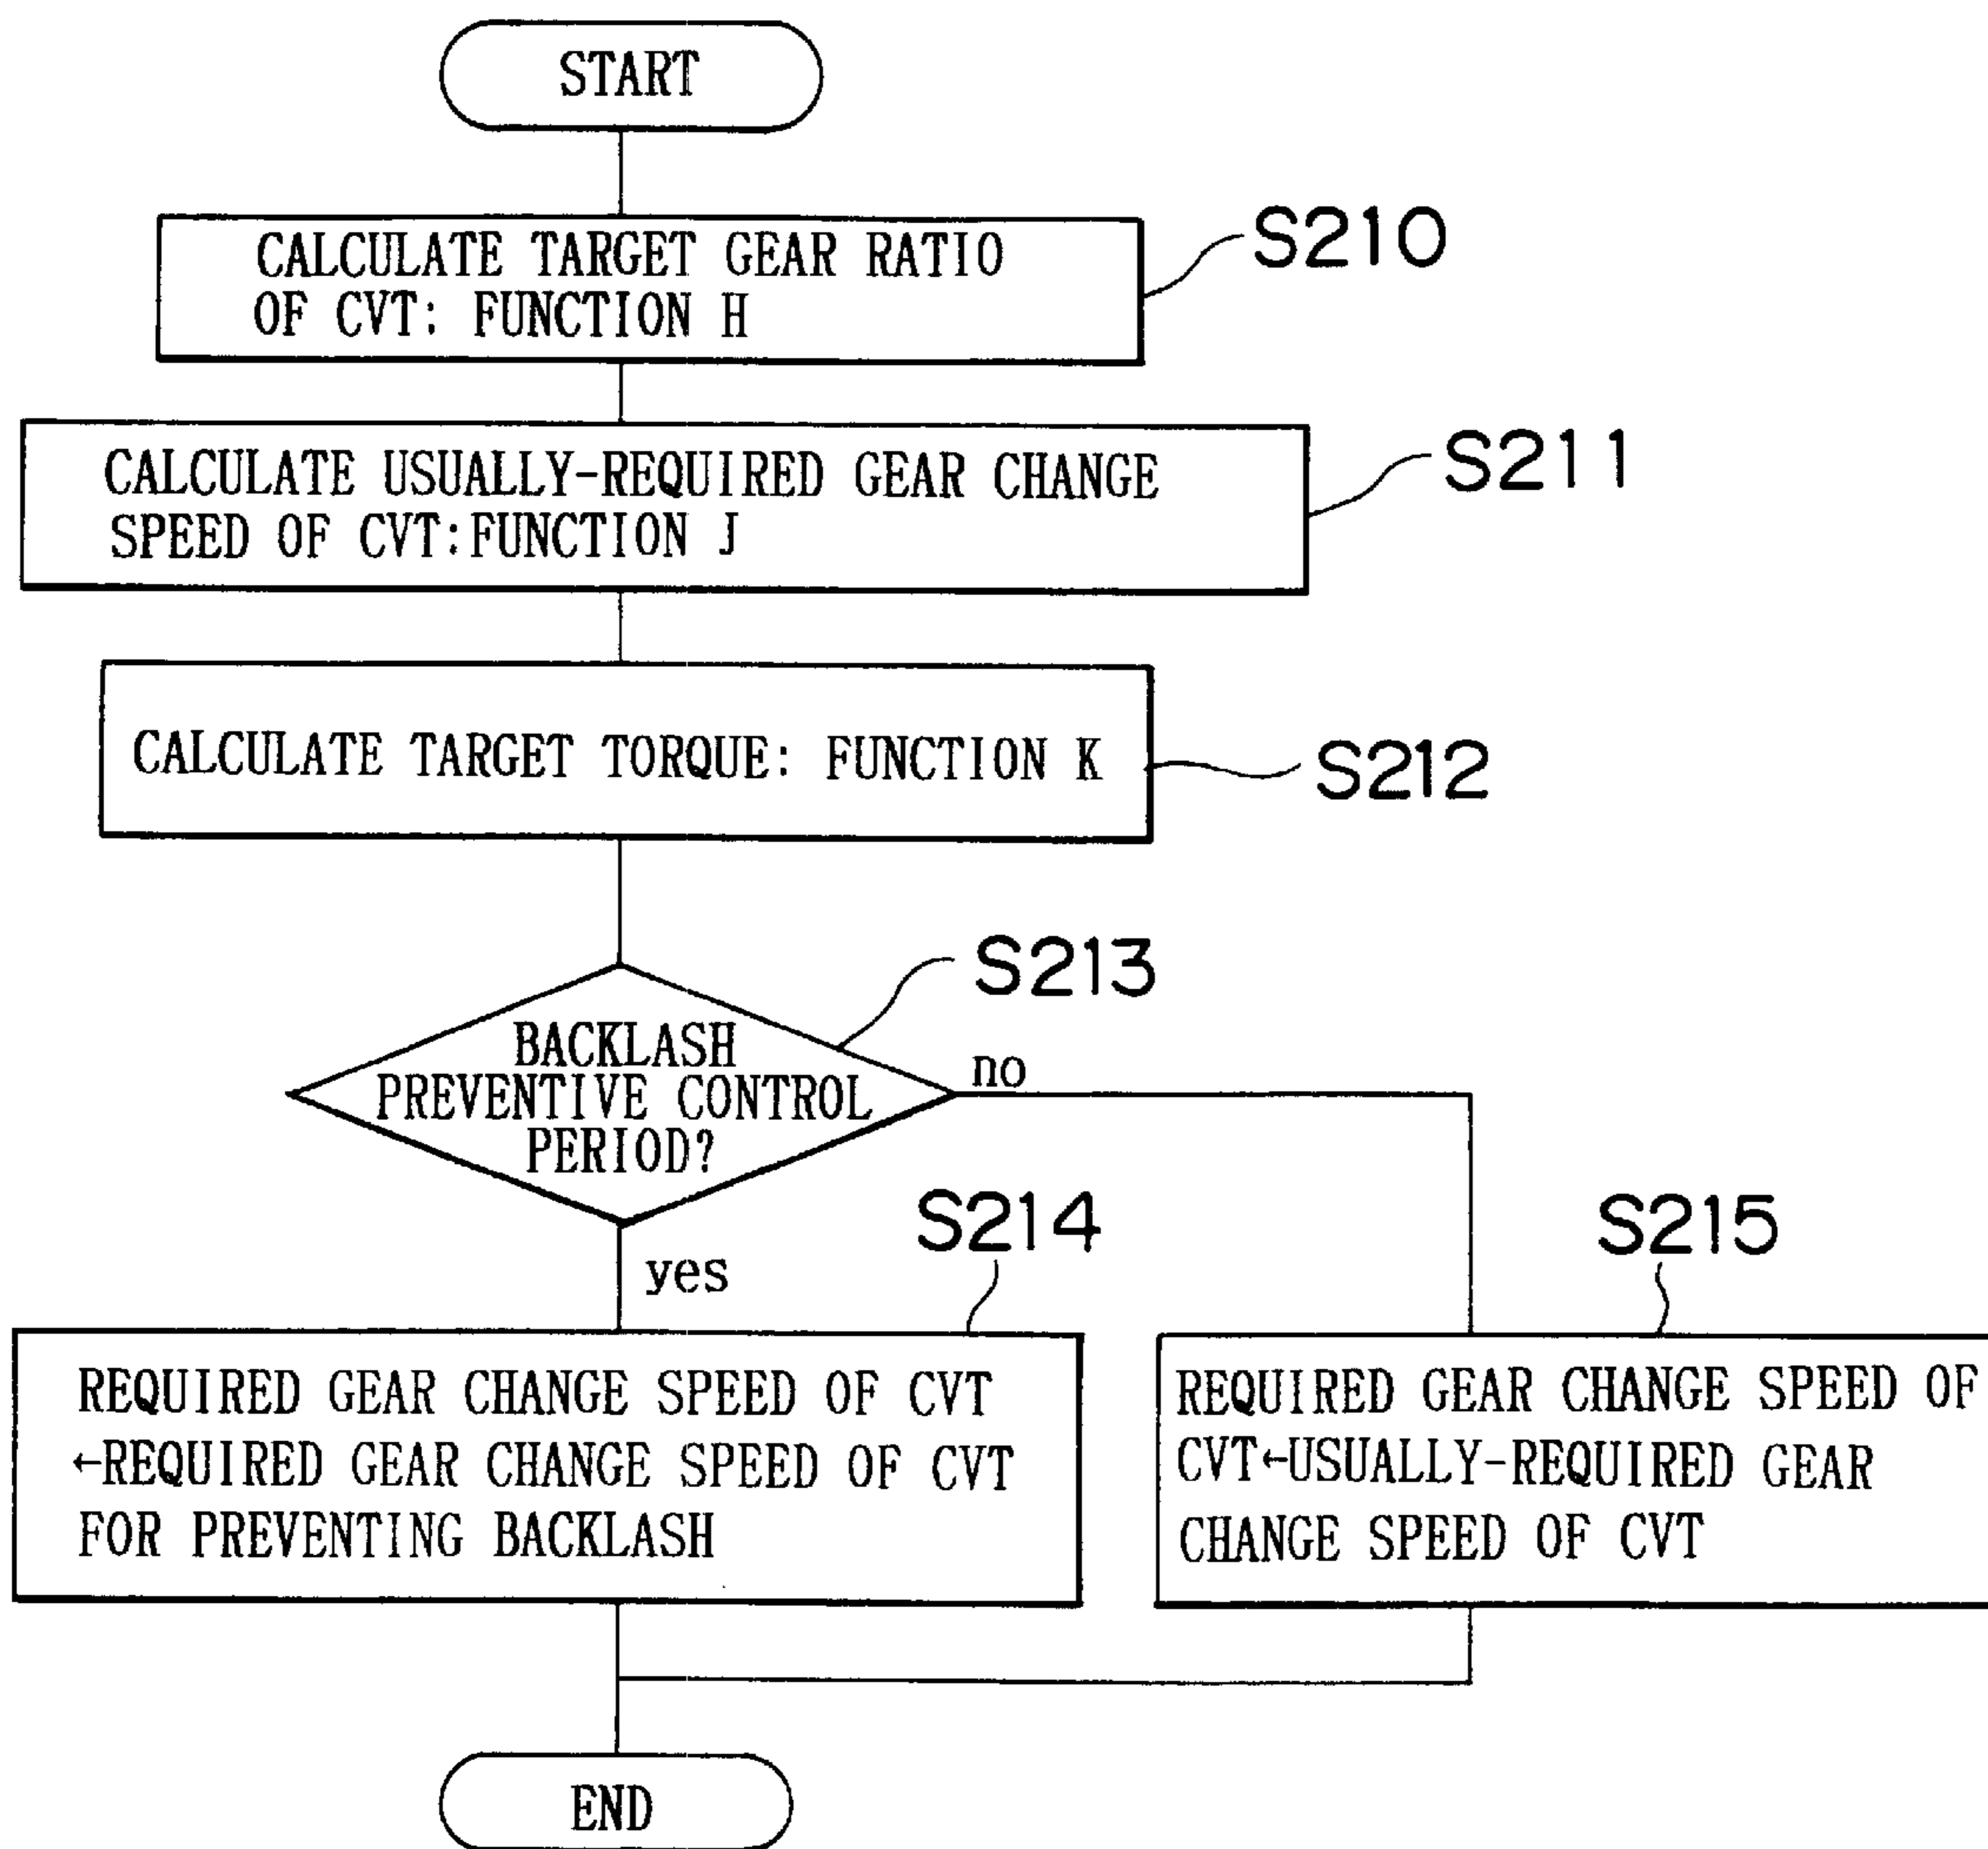 START
S210
CALCULATE TARGET GEAR RATIO
OF CVT: FUNCTION H
S211
CALCULATE USUALLY-REQUIRED GEAR CHANGE
SPEED OF CVT:FUNCTION J
S212
CALCULATE TARGET TORQUE: FUNCTION K
S213
BACKLASH
PREVENTIVE CONTROL
PERIOD?
no
yes
S214
REQUIRED GEAR CHANGE SPEED OF CVT
←REQUIRED GEAR CHANGE SPEED OF CVT
FOR PREVENTING BACKLASH
S215
REQUIRED GEAR CHANGE SPEED OF
CVT←USUALLY-REQUIRED GEAR
CHANGE SPEED OF CVT
END